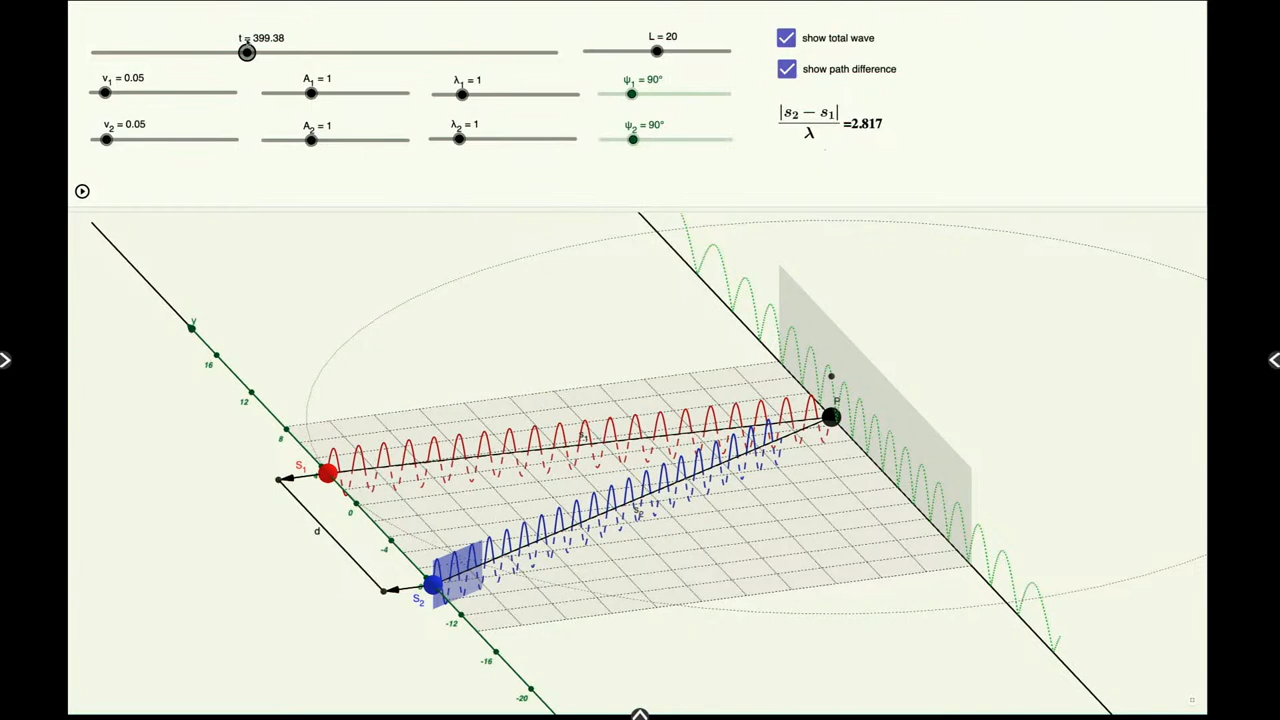 t = 399.38
L = 20
show total wave
show path difference
v₁ = 0.05
A₁ = 1
λ₁ = 1
ψ₁ = 90°
v₂ = 0.05
A₂ = 1
λ₂ = 1
ψ₂ = 90°
|s₂ − s₁|
λ
=2.817
y
16
12
8
S₁
s₁
P
0
d
-4
s₂
S₂
-12
-16
-20